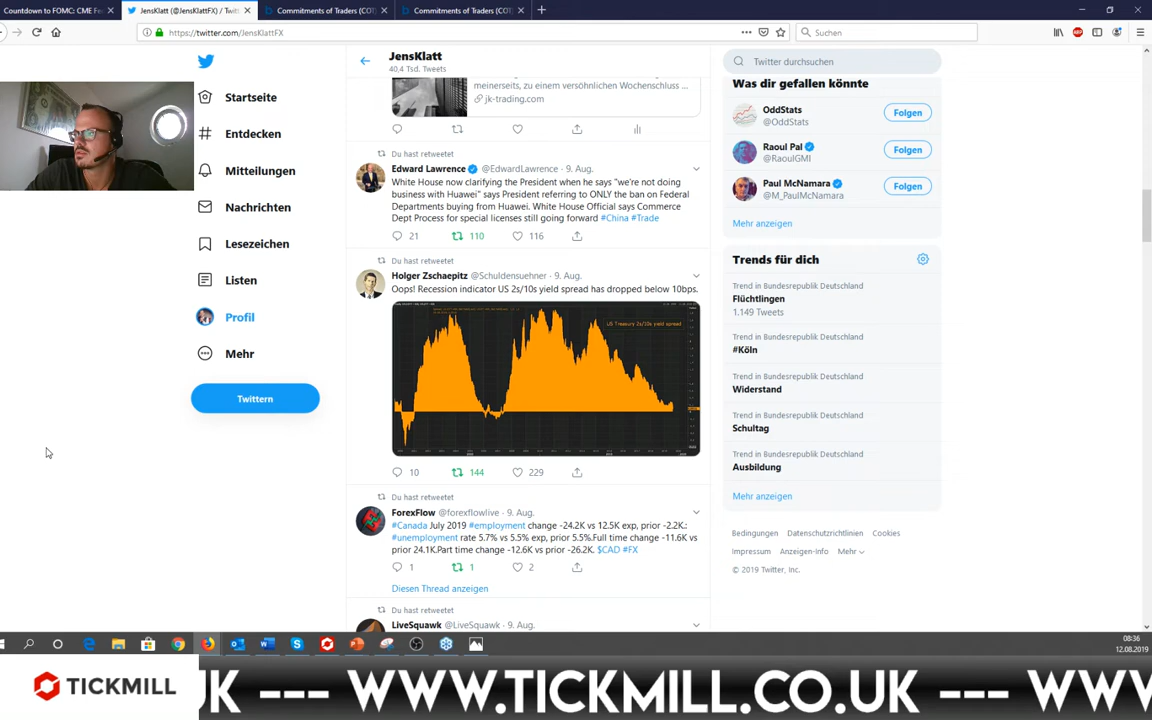 Countdown to FOMC: CME Fe
JensKlatt (@JensKlattFX) / Twitt
Commitments of Traders (COT)
Commitments of Traders (COT)
https://twitter.com/JensKlattFX
Suchen
JensKlatt
40,4 Tsd. Tweets
Twitter durchsuchen
Startseite
Entdecken
Mitteilungen
Nachrichten
Lesezeichen
Listen
Profil
Mehr
Twittern
meinerseits, zu einem versöhnlichen Wochenschluss ...
jk-trading.com
Du hast retweetet
Edward Lawrence @EdwardLawrence · 9. Aug.
White House now clarifying the President when he says "we're not doing
business with Huawei" says President referring to ONLY the ban on Federal
Departments buying from Huawei. White House Official says Commerce
Dept Process for special licenses still going forward #China #Trade
21 110 116
Du hast retweetet
Holger Zschaepitz @Schuldensuehner · 9. Aug.
Oops! Recession indicator US 2s/10s yield spread has dropped below 10bps.
US Treasury 2s/10s yield spread
10 144 229
Du hast retweetet
ForexFlow @forexflowlive · 9. Aug.
#Canada July 2019 #employment change -24.2K vs 12.5K exp, prior -2.2K.:
#unemployment rate 5.7% vs 5.5% exp, prior 5.5%.Full time change -11.6K vs
prior 24.1K.Part time change -12.6K vs prior -26.2K. $CAD #FX
1 1 2
Diesen Thread anzeigen
Du hast retweetet
LiveSquawk @LiveSquawk · 9. Aug.
Was dir gefallen könnte
OddStats
@OddStats
Folgen
Raoul Pal
@RaoulGMI
Folgen
Paul McNamara
@M_PaulMcNamara
Folgen
Mehr anzeigen
Trends für dich
Trend in Bundesrepublik Deutschland
Flüchtlingen
1.149 Tweets
Trend in Bundesrepublik Deutschland
#Köln
Trend in Bundesrepublik Deutschland
Widerstand
Trend in Bundesrepublik Deutschland
Schultag
Trend in Bundesrepublik Deutschland
Ausbildung
Mehr anzeigen
Bedingungen Datenschutzrichtlinien Cookies
Impressum Anzeigen-Info Mehr
© 2019 Twitter, Inc.
08:36
12.08.2019
TICKMILL
UK --- WWW.TICKMILL.CO.UK --- WW